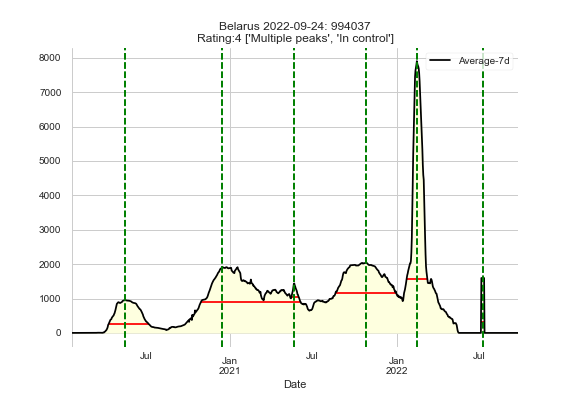 Belarus 2022-09-24: 994037
Rating:4 ['Multiple peaks', 'In control']
Average-7d
8000
7000
6000
5000
4000
3000
2000
1000
0
Jul
Jan
2021
Jul
Jan
2022
Jul
Date